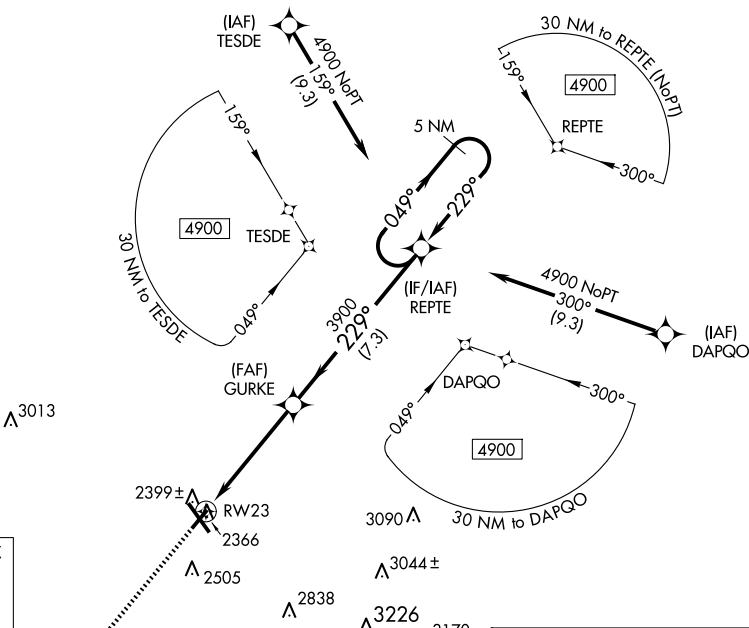 (IAF)
TESDE
4900 NoPT
159°
(9.3)
30 NM to REPTE (NoPT)
159°
4900
REPTE
300°
5 NM
049°
229°
159°
4900
TESDE
049°
30 NM to TESDE
(IF/IAF)
REPTE
4900 NoPT
300°
(9.3)
(IAF)
DAPQO
3900
229°
(7.3)
(FAF)
GURKE
DAPQO
300°
049°
4900
30 NM to DAPQO
3013
2399±
RW23
2366
2505
3090
3044±
2838
3226